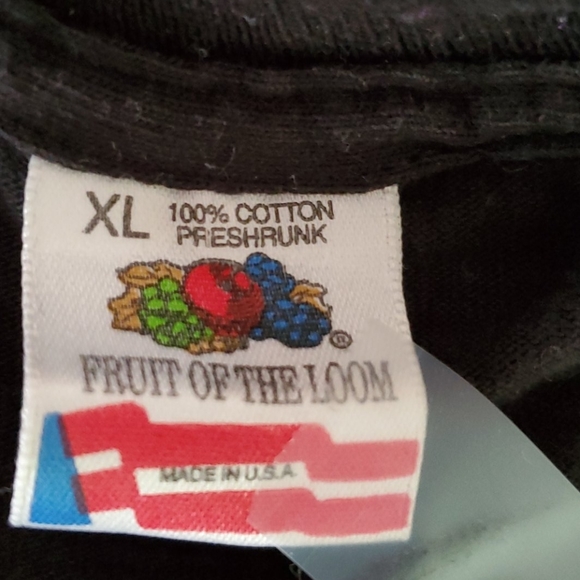 XL 100% COTTON
PRESHRUNK
®
FRUIT OF THE LOOM
MADE IN U.S.A.